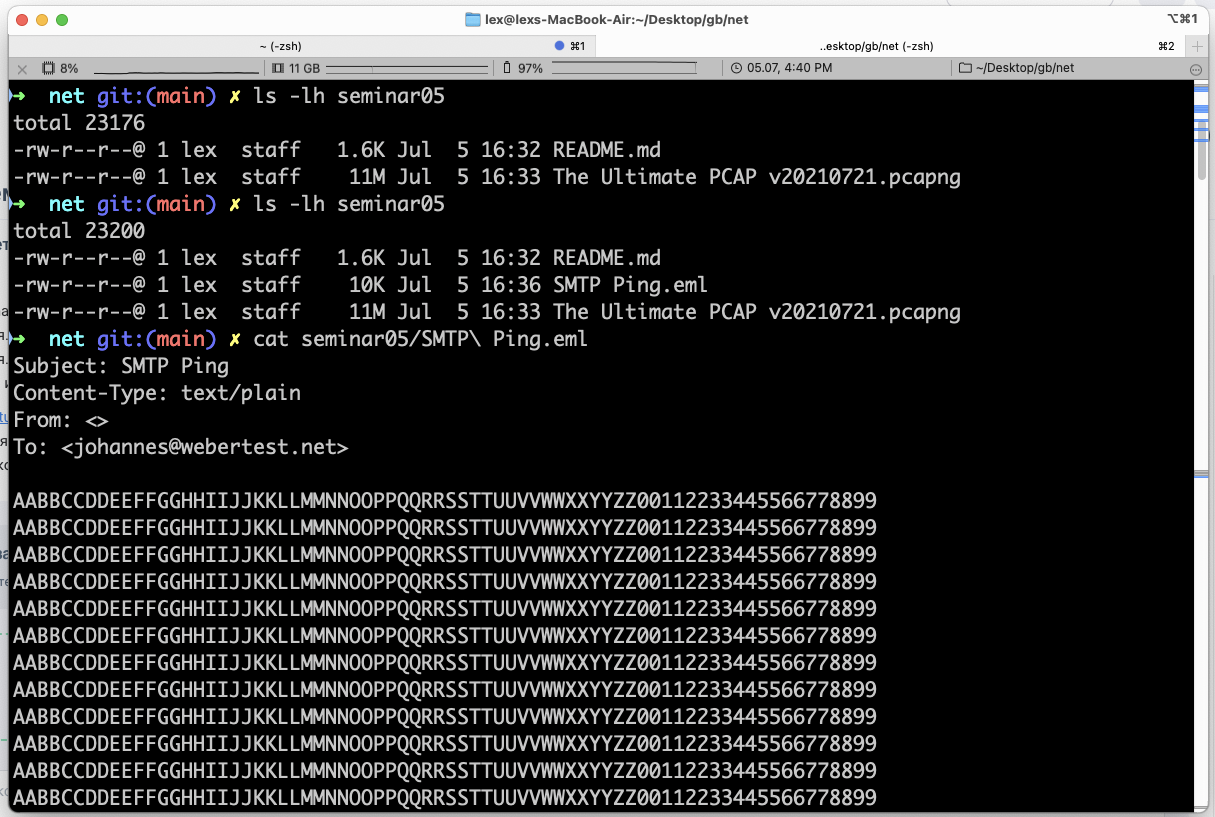 lex@lexs-MacBook-Air:~/Desktop/gb/net
⌥⌘1
~ (-zsh)
⌘1
..esktop/gb/net (-zsh)
⌘2
8%
11 GB
97%
05.07, 4:40 PM
~/Desktop/gb/net
➜ net git:(main) ✗ ls -lh seminar05
total 23176
-rw-r--r--@ 1 lex staff 1.6K Jul 5 16:32 README.md
-rw-r--r--@ 1 lex staff 11M Jul 5 16:33 The Ultimate PCAP v20210721.pcapng
➜ net git:(main) ✗ ls -lh seminar05
total 23200
-rw-r--r--@ 1 lex staff 1.6K Jul 5 16:32 README.md
-rw-r--r--@ 1 lex staff 10K Jul 5 16:36 SMTP Ping.eml
-rw-r--r--@ 1 lex staff 11M Jul 5 16:33 The Ultimate PCAP v20210721.pcapng
➜ net git:(main) ✗ cat seminar05/SMTP\ Ping.eml
Subject: SMTP Ping
Content-Type: text/plain
From: <>
To: <johannes@webertest.net>
AABBCCDDEEFFGGHHIIJJKKLLMMNNOOPPQQRRSSTTUUVVWWXXYYZZ00112233445566778899
AABBCCDDEEFFGGHHIIJJKKLLMMNNOOPPQQRRSSTTUUVVWWXXYYZZ00112233445566778899
AABBCCDDEEFFGGHHIIJJKKLLMMNNOOPPQQRRSSTTUUVVWWXXYYZZ00112233445566778899
AABBCCDDEEFFGGHHIIJJKKLLMMNNOOPPQQRRSSTTUUVVWWXXYYZZ00112233445566778899
AABBCCDDEEFFGGHHIIJJKKLLMMNNOOPPQQRRSSTTUUVVWWXXYYZZ00112233445566778899
AABBCCDDEEFFGGHHIIJJKKLLMMNNOOPPQQRRSSTTUUVVWWXXYYZZ00112233445566778899
AABBCCDDEEFFGGHHIIJJKKLLMMNNOOPPQQRRSSTTUUVVWWXXYYZZ00112233445566778899
AABBCCDDEEFFGGHHIIJJKKLLMMNNOOPPQQRRSSTTUUVVWWXXYYZZ00112233445566778899
AABBCCDDEEFFGGHHIIJJKKLLMMNNOOPPQQRRSSTTUUVVWWXXYYZZ00112233445566778899
AABBCCDDEEFFGGHHIIJJKKLLMMNNOOPPQQRRSSTTUUVVWWXXYYZZ00112233445566778899
AABBCCDDEEFFGGHHIIJJKKLLMMNNOOPPQQRRSSTTUUVVWWXXYYZZ00112233445566778899
AABBCCDDEEFFGGHHIIJJKKLLMMNNOOPPQQRRSSTTUUVVWWXXYYZZ00112233445566778899